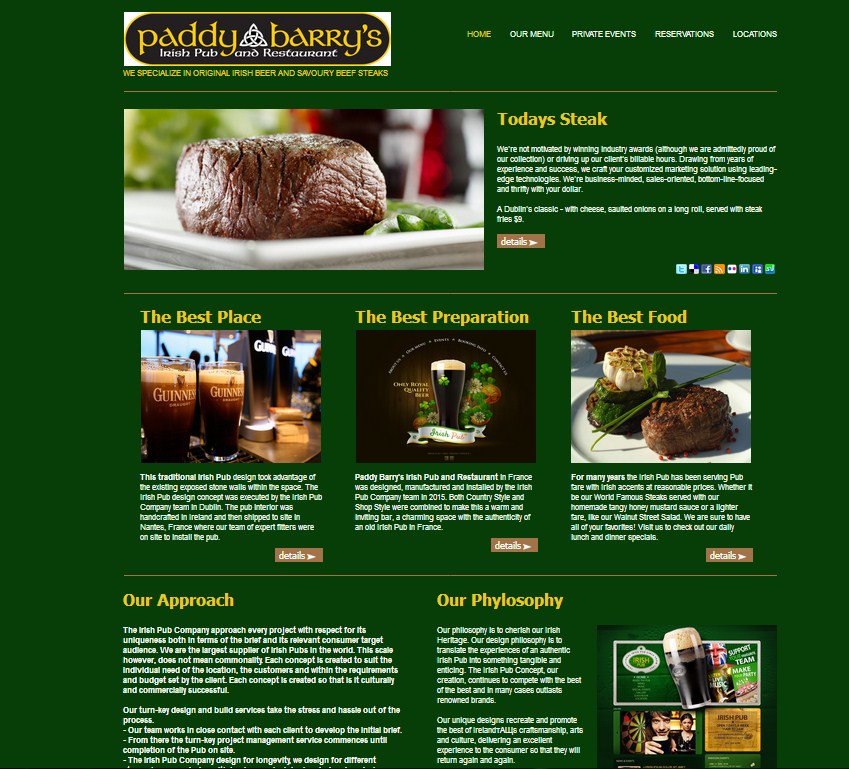 paddy barry's
Irish Pub and Restaurant
HOME OUR MENU PRIVATE EVENTS RESERVATIONS LOCATIONS
WE SPECIALIZE IN ORIGINAL IRISH BEER AND SAVOURY BEEF STEAKS
Todays Steak
We're not motivated by winning industry awards (although we are admittedly proud of
our collection) or driving up our client's billable hours. Drawing from years of
experience and success, we craft your customized marketing solution using leading-
edge technologies. We're business-minded, sales-oriented, bottom-line-focused
and thrifty with your dollar.
A Dublin's classic - with cheese, sauited onions on a long roll, served with steak
fries $9.
details
The Best Place
GUINNESS
DRAUGHT
GUINNESS
DRAUGHT
This traditional Irish Pub design took advantage of
the existing exposed stone walls within the space. The
Irish Pub design concept was executed by the Irish Pub
Company team in Dublin. The pub interior was
handcrafted in Ireland and then shipped to site in
Nantes, France where our team of expert fitters were
on site to install the pub.
details
The Best Preparation
ABOUT US • OUR MENU • EVENTS • BOOKING INFO • CONTACT US
ONLY ROYAL
QUALITY
BEER
Irish Pub
Paddy Barry's Irish Pub and Restaurant in France
was designed, manufactured and installed by the Irish
Pub Company team in 2015. Both Country Style and
Shop Style were combined to make this a warm and
inviting bar, a charming space with the authenticity of
an old Irish Pub in France.
details
The Best Food
For many years the Irish Pub has been serving Pub
fare with Irish accents at reasonable prices. Whether it
be our World Famous Steaks served with our
homemade tangy honey mustard sauce or a lighter
fare, like our Walnut Street Salad. We are sure to have
all of your favorites! Visit us to check out our daily
lunch and dinner specials.
details
Our Approach
The Irish Pub Company approach every project with respect for its
uniqueness both in terms of the brief and its relevant consumer target
audience. We are the largest supplier of Irish Pubs in the world. This scale
however, does not mean commonality. Each concept is created to suit the
individual need of the location, the customers and within the requirements
and budget set by the client. Each concept is created so that is it culturally
and commercially successful.
Our turn-key design and build services take the stress and hassle out of the
process.
- Our team works in close contact with each client to develop the initial brief.
- From there the turn-key project management service commences until
completion of the Pub on site.
- The Irish Pub Company design for longevity, we design for different
Our Phylosophy
Our philosophy is to cherish our Irish
Heritage. Our design philosophy is to
translate the experiences of an authentic
Irish Pub into something tangible and
enticing. The Irish Pub Concept, our
creation, continues to compete with the best
of the best and in many cases outlasts
renowned brands.
Our unique designs recreate and promote
the best of IrelandтАЩs craftsmanship, arts
and culture, delivering an excellent
experience to the consumer so that they will
return again and again.
IRISH
HOME
SUPPORT
TEAM
LIVE
MUSIC
MAKE
PARTY
IRISH PUB